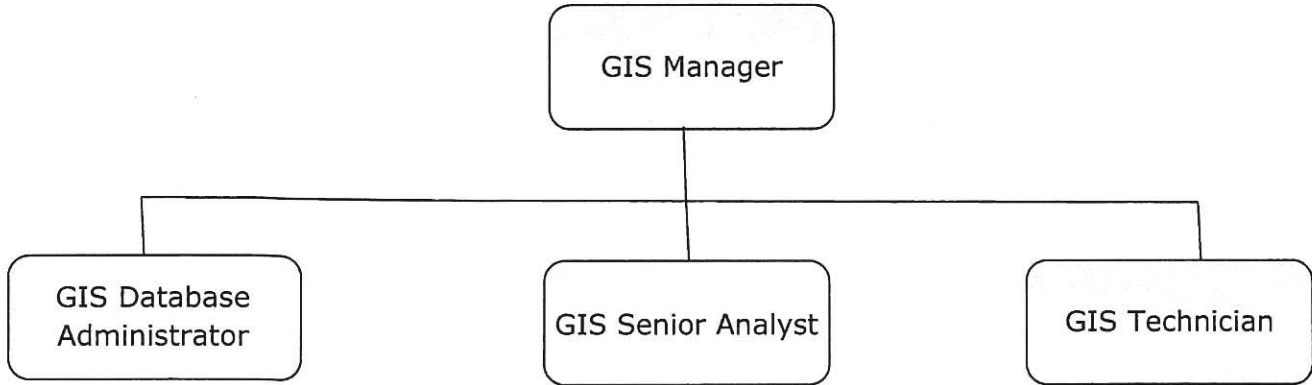 GIS Manager
GIS Database
Administrator
GIS Senior Analyst
GIS Technician